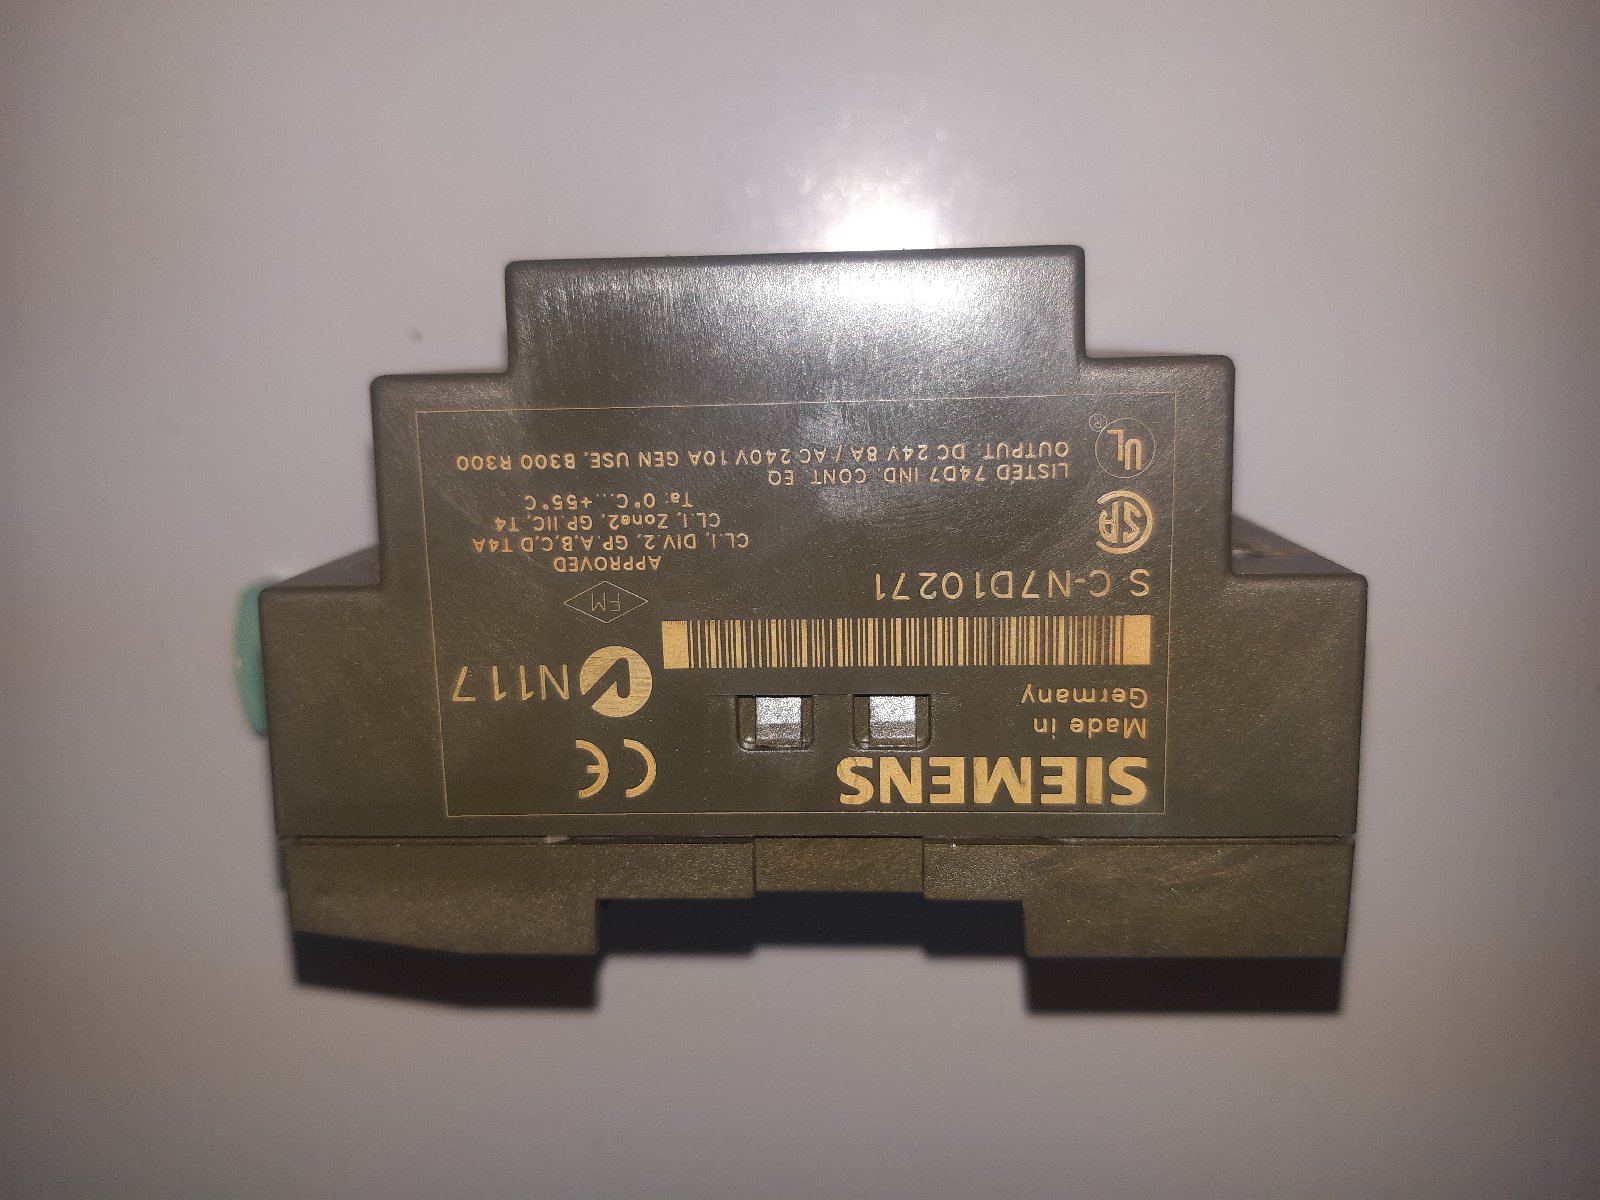 SIEMENS
CE
Made in
Germany
N117
S C-N7D10271
FM
APPROVED
CL.I, DIV.2, GP.A,B,C,D T4A
CL.I, Zone2, GP.IIC, T4
Ta: 0°C...+55°C
SA
UL®
LISTED 74D7 IND. CONT. EQ
OUTPUT. DC 24V 8A / AC 240V 10A GEN USE, B300 R300